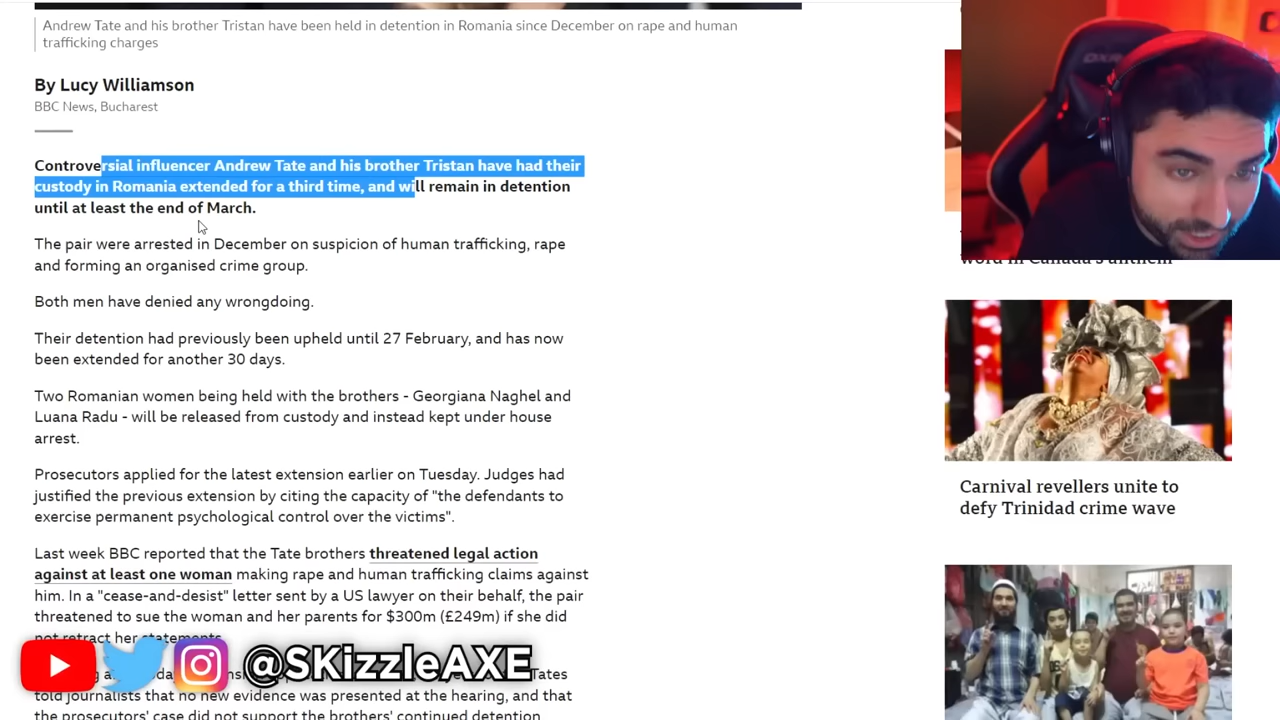 Andrew Tate and his brother Tristan have been held in detention in Romania since December on rape and human
trafficking charges
By Lucy Williamson
BBC News, Bucharest
Controversial influencer Andrew Tate and his brother Tristan have had their
custody in Romania extended for a third time, and will remain in detention
until at least the end of March.
The pair were arrested in December on suspicion of human trafficking, rape
and forming an organised crime group.
Both men have denied any wrongdoing.
Their detention had previously been upheld until 27 February, and has now
been extended for another 30 days.
Two Romanian women being held with the brothers - Georgiana Naghel and
Luana Radu - will be released from custody and instead kept under house
arrest.
Prosecutors applied for the latest extension earlier on Tuesday. Judges had
justified the previous extension by citing the capacity of "the defendants to
exercise permanent psychological control over the victims".
Last week BBC reported that the Tate brothers threatened legal action
against at least one woman making rape and human trafficking claims against
him. In a "cease-and-desist" letter sent by a US lawyer on their behalf, the pair
threatened to sue the woman and her parents for $300m (£249m) if she did
not retract her statements.
Tates
told journalists that no new evidence was presented at the hearing, and that
the prosecutors' case did not support the brothers' continued detention.
@SKizzleAXE
word in Canada's anthem
Carnival revellers unite to
defy Trinidad crime wave